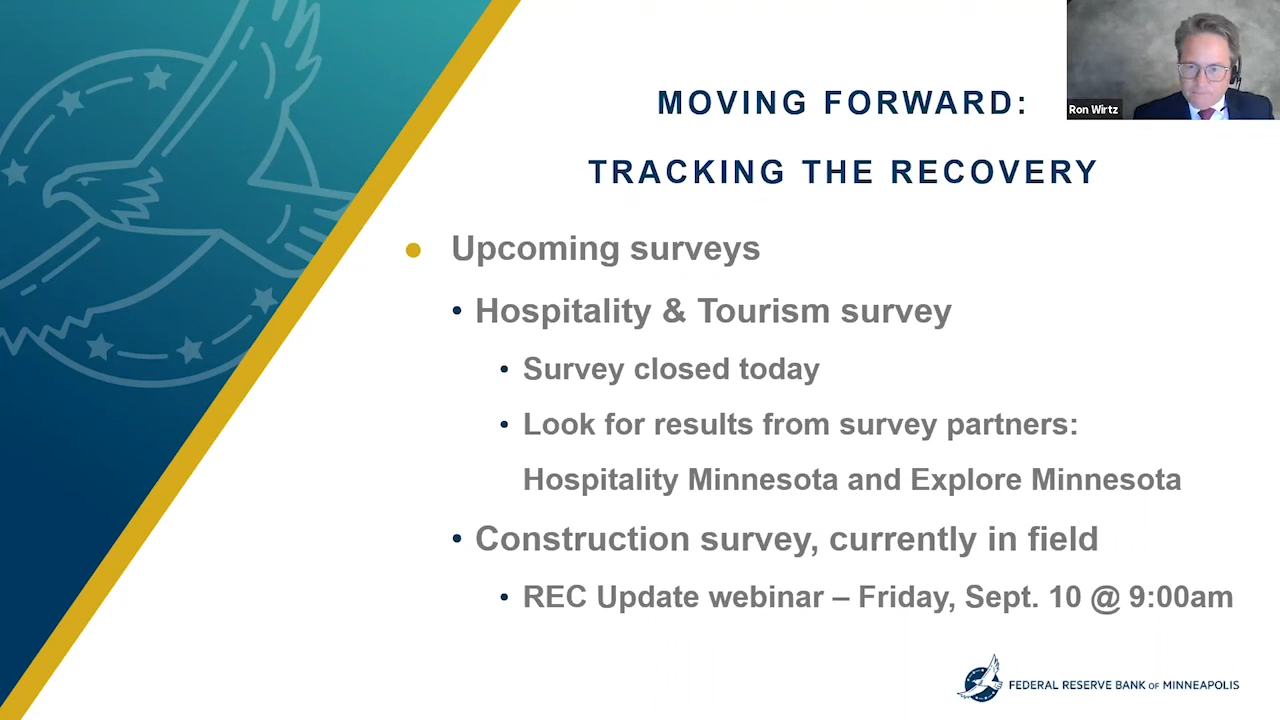 MOVING FORWARD:
TRACKING THE RECOVERY
Ron Wirtz
Upcoming surveys
Hospitality & Tourism survey
Survey closed today
Look for results from survey partners:
Hospitality Minnesota and Explore Minnesota
Construction survey, currently in field
REC Update webinar – Friday, Sept. 10 @ 9:00am
FEDERAL RESERVE BANK OF MINNEAPOLIS